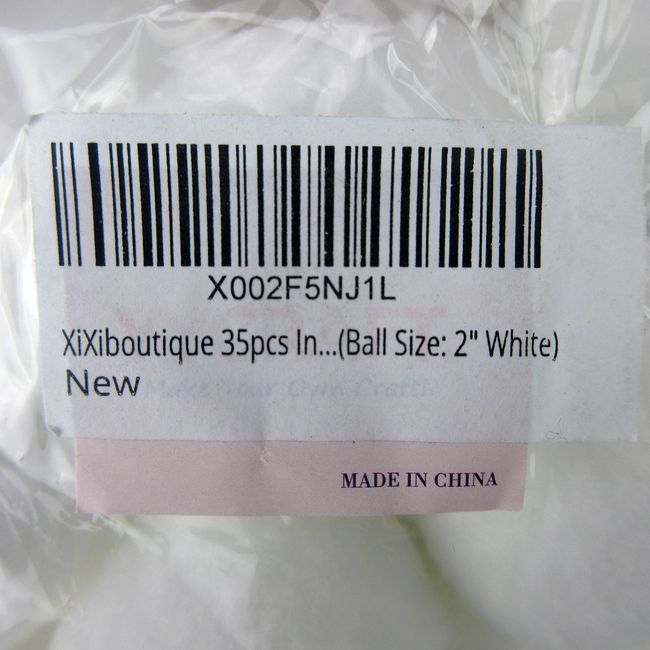 X002F5NJ1L
XiXiboutique 35pcs In...(Ball Size: 2" White)
New
Make Your Own Craft!
MADE IN CHINA